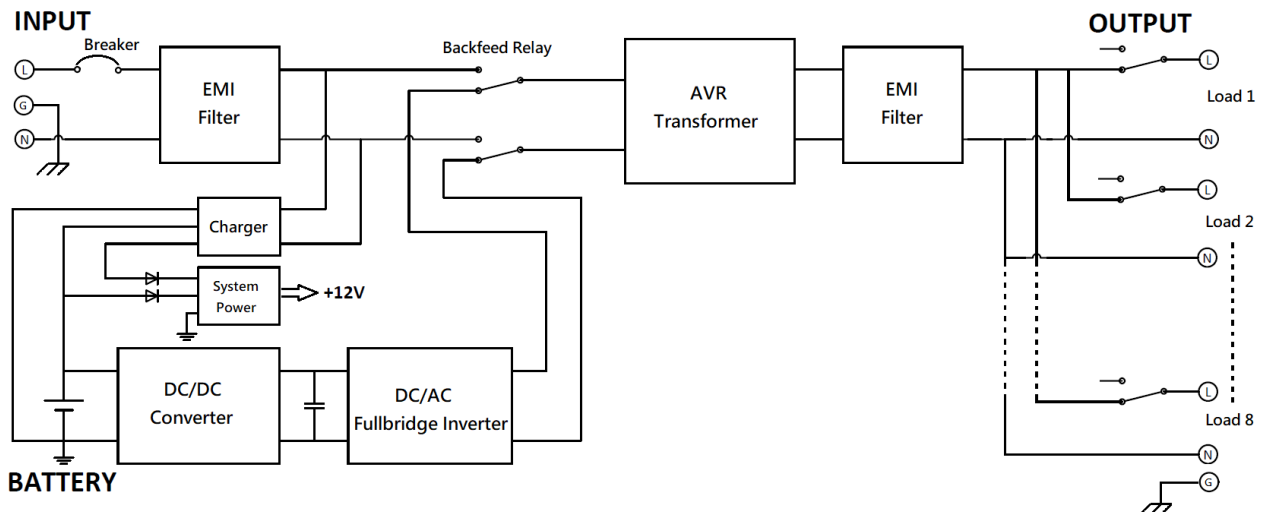 INPUT
OUTPUT
Breaker
Backfeed Relay
L
L
EMI
Filter
AVR
Transformer
EMI
Filter
Load 1
G
N
N
L
Charger
Load 2
N
System
Power
+12V
DC/DC
Converter
DC/AC
Fullbridge Inverter
L
Load 8
N
BATTERY
G